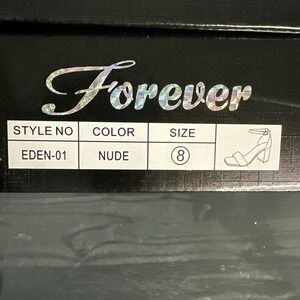 Forever
STYLE NO COLOR SIZE
EDEN-01 NUDE 8